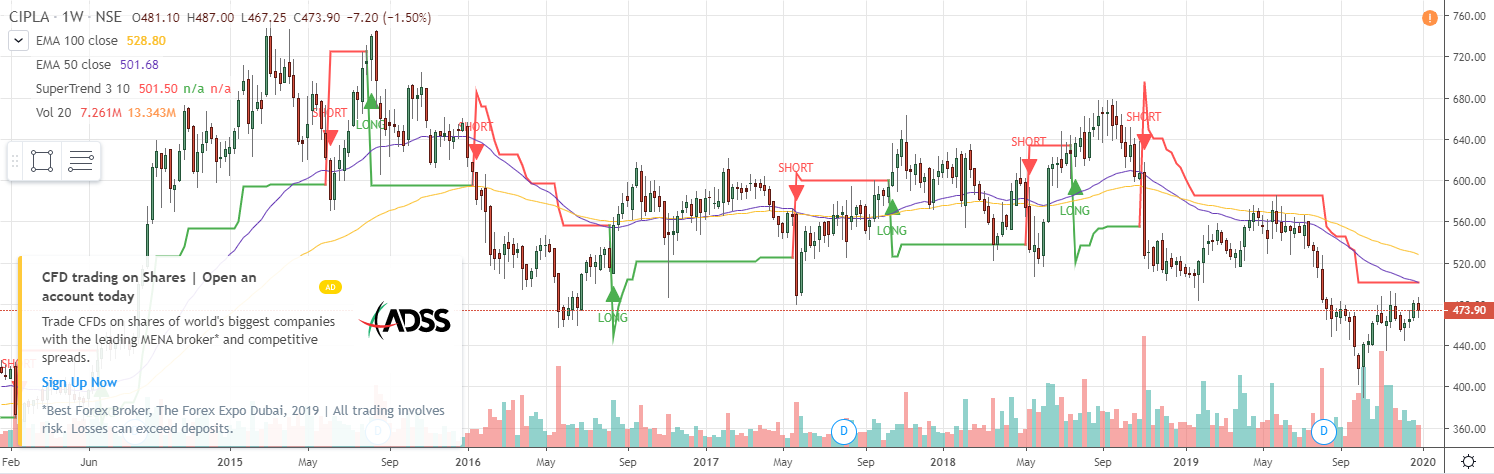 CIPLA · 1W · NSE O481.10 H487.00 L467.25 C473.90 −7.20 (−1.50%)
EMA 100 close 528.80
EMA 50 close 501.68
SuperTrend 3 10 501.50 n/a n/a
Vol 20 7.261M 13.343M
SHORT
LONG
SHORT
LONG
SHORT
LONG
SHORT
LONG
SHORT
CFD trading on Shares | Open an
account today
AD
Trade CFDs on shares of world's biggest companies
with the leading MENA broker* and competitive
spreads.
Sign Up Now
*Best Forex Broker, The Forex Expo Dubai, 2019 | All trading involves
risk. Losses can exceed deposits.
ADSS
D
D
760.00
720.00
680.00
640.00
600.00
560.00
520.00
473.90
440.00
400.00
360.00
Feb Jun 2015 May Sep 2016 May Sep 2017 May Sep 2018 May Sep 2019 May Sep 2020